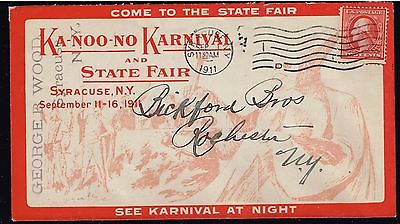 COME TO THE STATE FAIR
KA-NOO-NO KARNIVAL
AND
STATE FAIR
SYRACUSE, N.Y.
September 11-16, 1911
GEORGE B. WOOD
Syracuse,
N.Y.
1911
Bickford Bros
Rochester
N.Y.
SEE KARNIVAL AT NIGHT